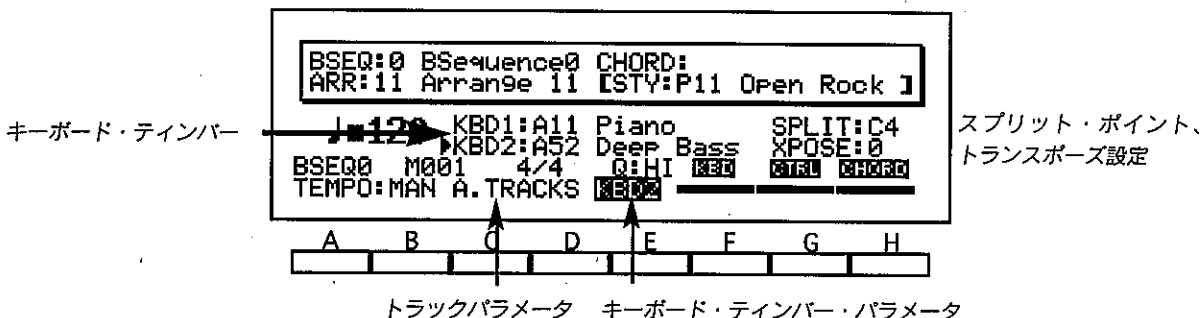 BSEQ:0 BSequence0 CHORD:
ARR:11 Arrange 11 [STY:P11 Open Rock ]
キーボード・ティンバー
♩=120 KBD1:A11 Piano SPLIT:C4
▶KBD2:A52 Deep Bass XPOSE:0
スプリット・ポイント、
トランスポーズ設定
BSEQ0 M001 4/4 Q:HI KBD CTRL CHORD
TEMPO:MAN A.TRACKS KBD2
A B C D E F G H
トラックパラメータ キーボード・ティンバー・パラメータ